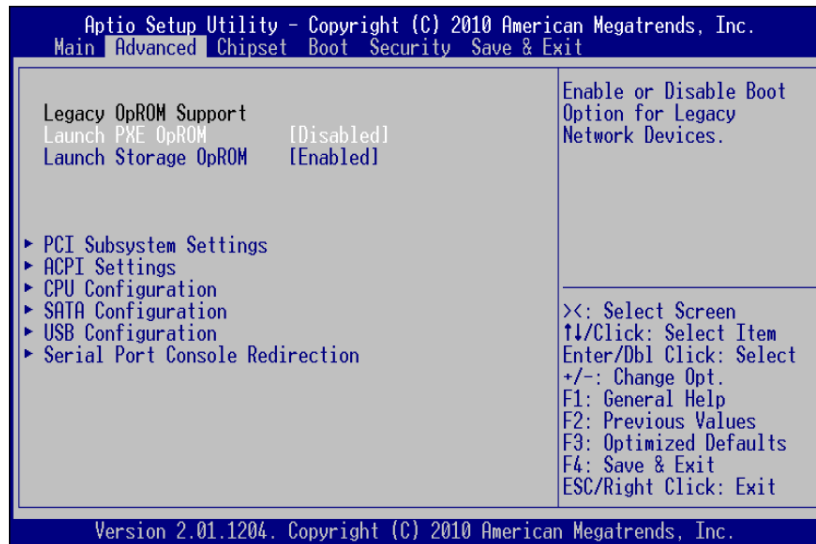 Aptio Setup Utility – Copyright (C) 2010 American Megatrends, Inc.
Main Advanced Chipset Boot Security Save & Exit
Legacy OpROM Support
Launch PXE OpROM [Disabled]
Launch Storage OpROM [Enabled]
► PCI Subsystem Settings
► ACPI Settings
► CPU Configuration
► SATA Configuration
► USB Configuration
► Serial Port Console Redirection
Enable or Disable Boot
Option for Legacy
Network Devices.
><: Select Screen
↑↓/Click: Select Item
Enter/Dbl Click: Select
+/-: Change Opt.
F1: General Help
F2: Previous Values
F3: Optimized Defaults
F4: Save & Exit
ESC/Right Click: Exit
Version 2.01.1204. Copyright (C) 2010 American Megatrends, Inc.